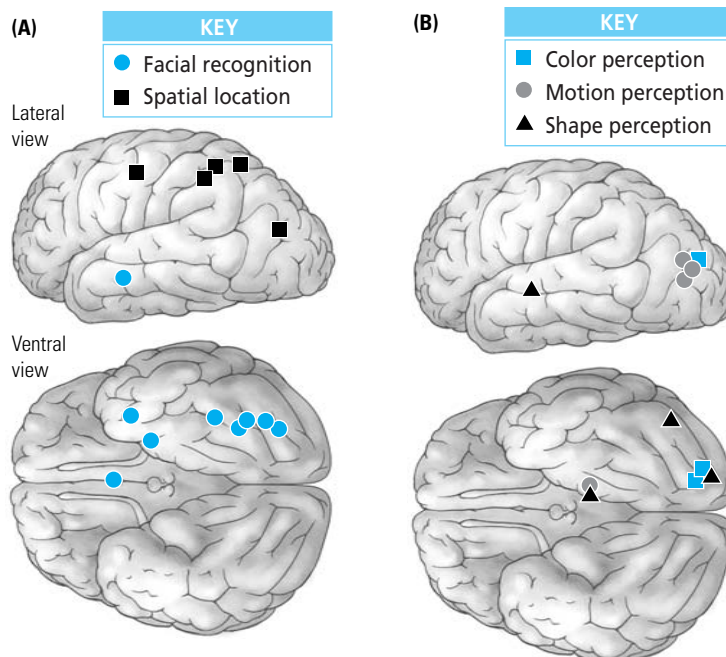 (A)
KEY
Facial recognition
Spatial location
Lateral
view
Ventral
view
(B)
KEY
Color perception
Motion perception
Shape perception